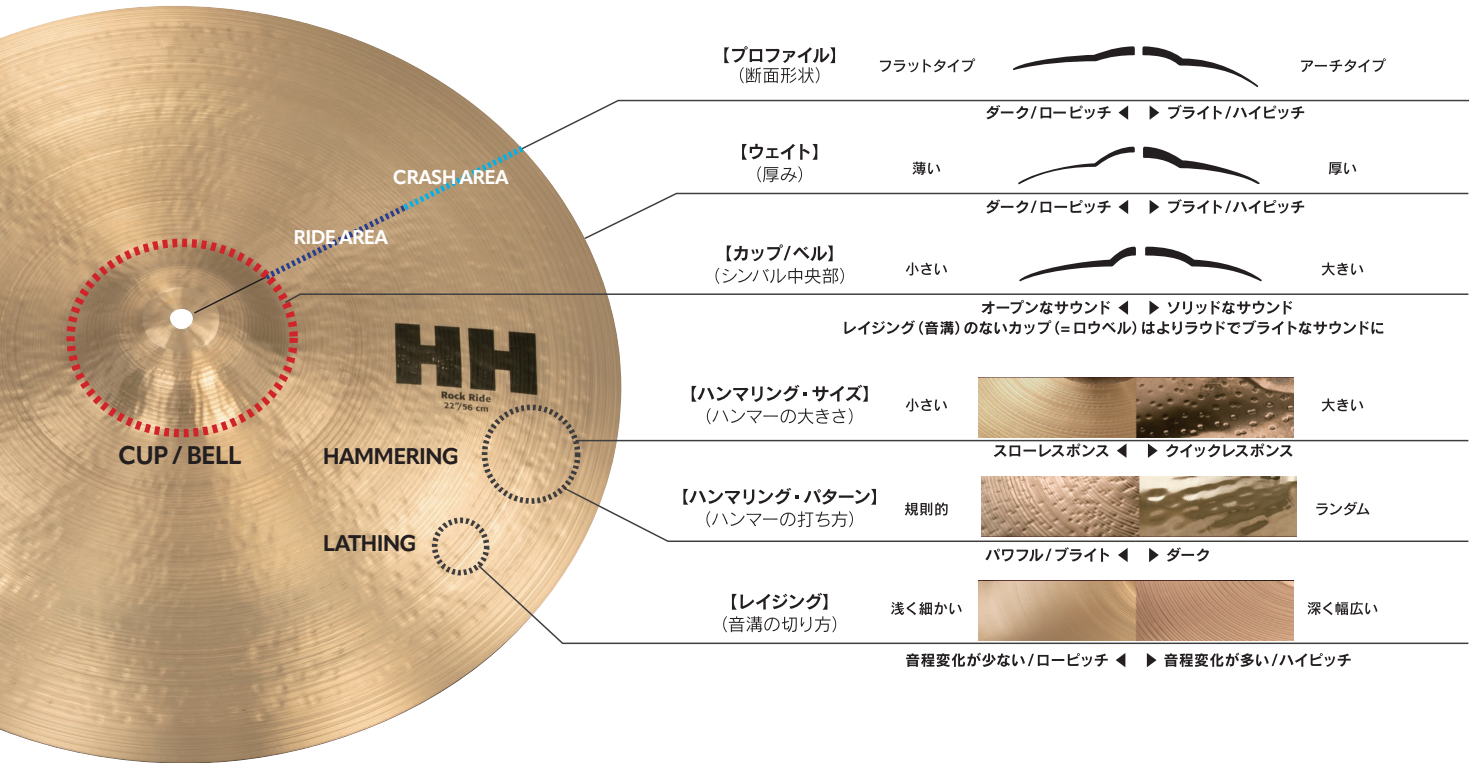 CRASH AREA
RIDE AREA
HH
Rock Ride
22"/56 cm
CUP / BELL
HAMMERING
LATHING
【プロファイル】
（断面形状）
フラットタイプ
アーチタイプ
ダーク/ローピッチ ◀ ▶ ブライト/ハイピッチ
【ウェイト】
（厚み）
薄い
厚い
ダーク/ローピッチ ◀ ▶ ブライト/ハイピッチ
【カップ/ベル】
（シンバル中央部）
小さい
大きい
オープンなサウンド ◀ ▶ ソリッドなサウンド
レイジング（音溝）のないカップ（=ロウベル）はよりラウドでブライトなサウンドに
【ハンマリング・サイズ】
（ハンマーの大きさ）
小さい
大きい
スローレスポンス ◀ ▶ クイックレスポンス
【ハンマリング・パターン】
（ハンマーの打ち方）
規則的
ランダム
パワフル/ブライト ◀ ▶ ダーク
【レイジング】
（音溝の切り方）
浅く細かい
深く幅広い
音程変化が少ない/ローピッチ ◀ ▶ 音程変化が多い/ハイピッチ